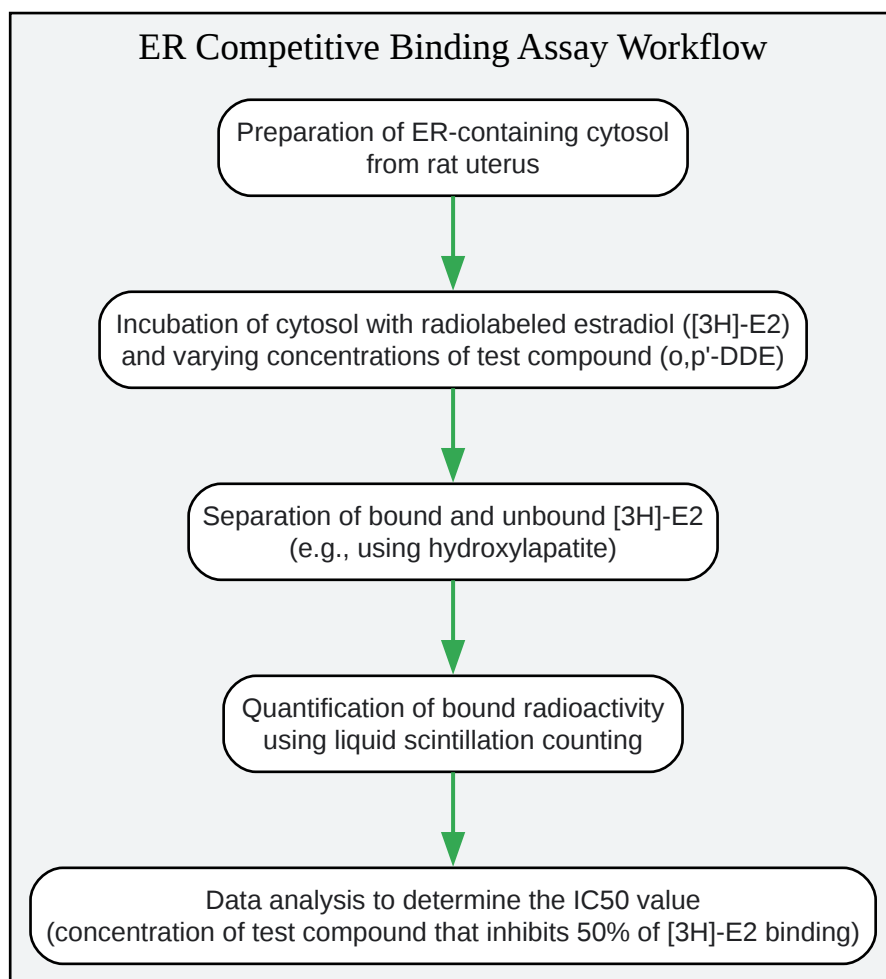 ER Competitive Binding Assay Workflow
Preparation of ER-containing cytosol
from rat uterus
Incubation of cytosol with radiolabeled estradiol ([3H]-E2)
and varying concentrations of test compound (o,p'-DDE)
Separation of bound and unbound [3H]-E2
(e.g., using hydroxylapatite)
Quantification of bound radioactivity
using liquid scintillation counting
Data analysis to determine the IC50 value
(concentration of test compound that inhibits 50% of [3H]-E2 binding)